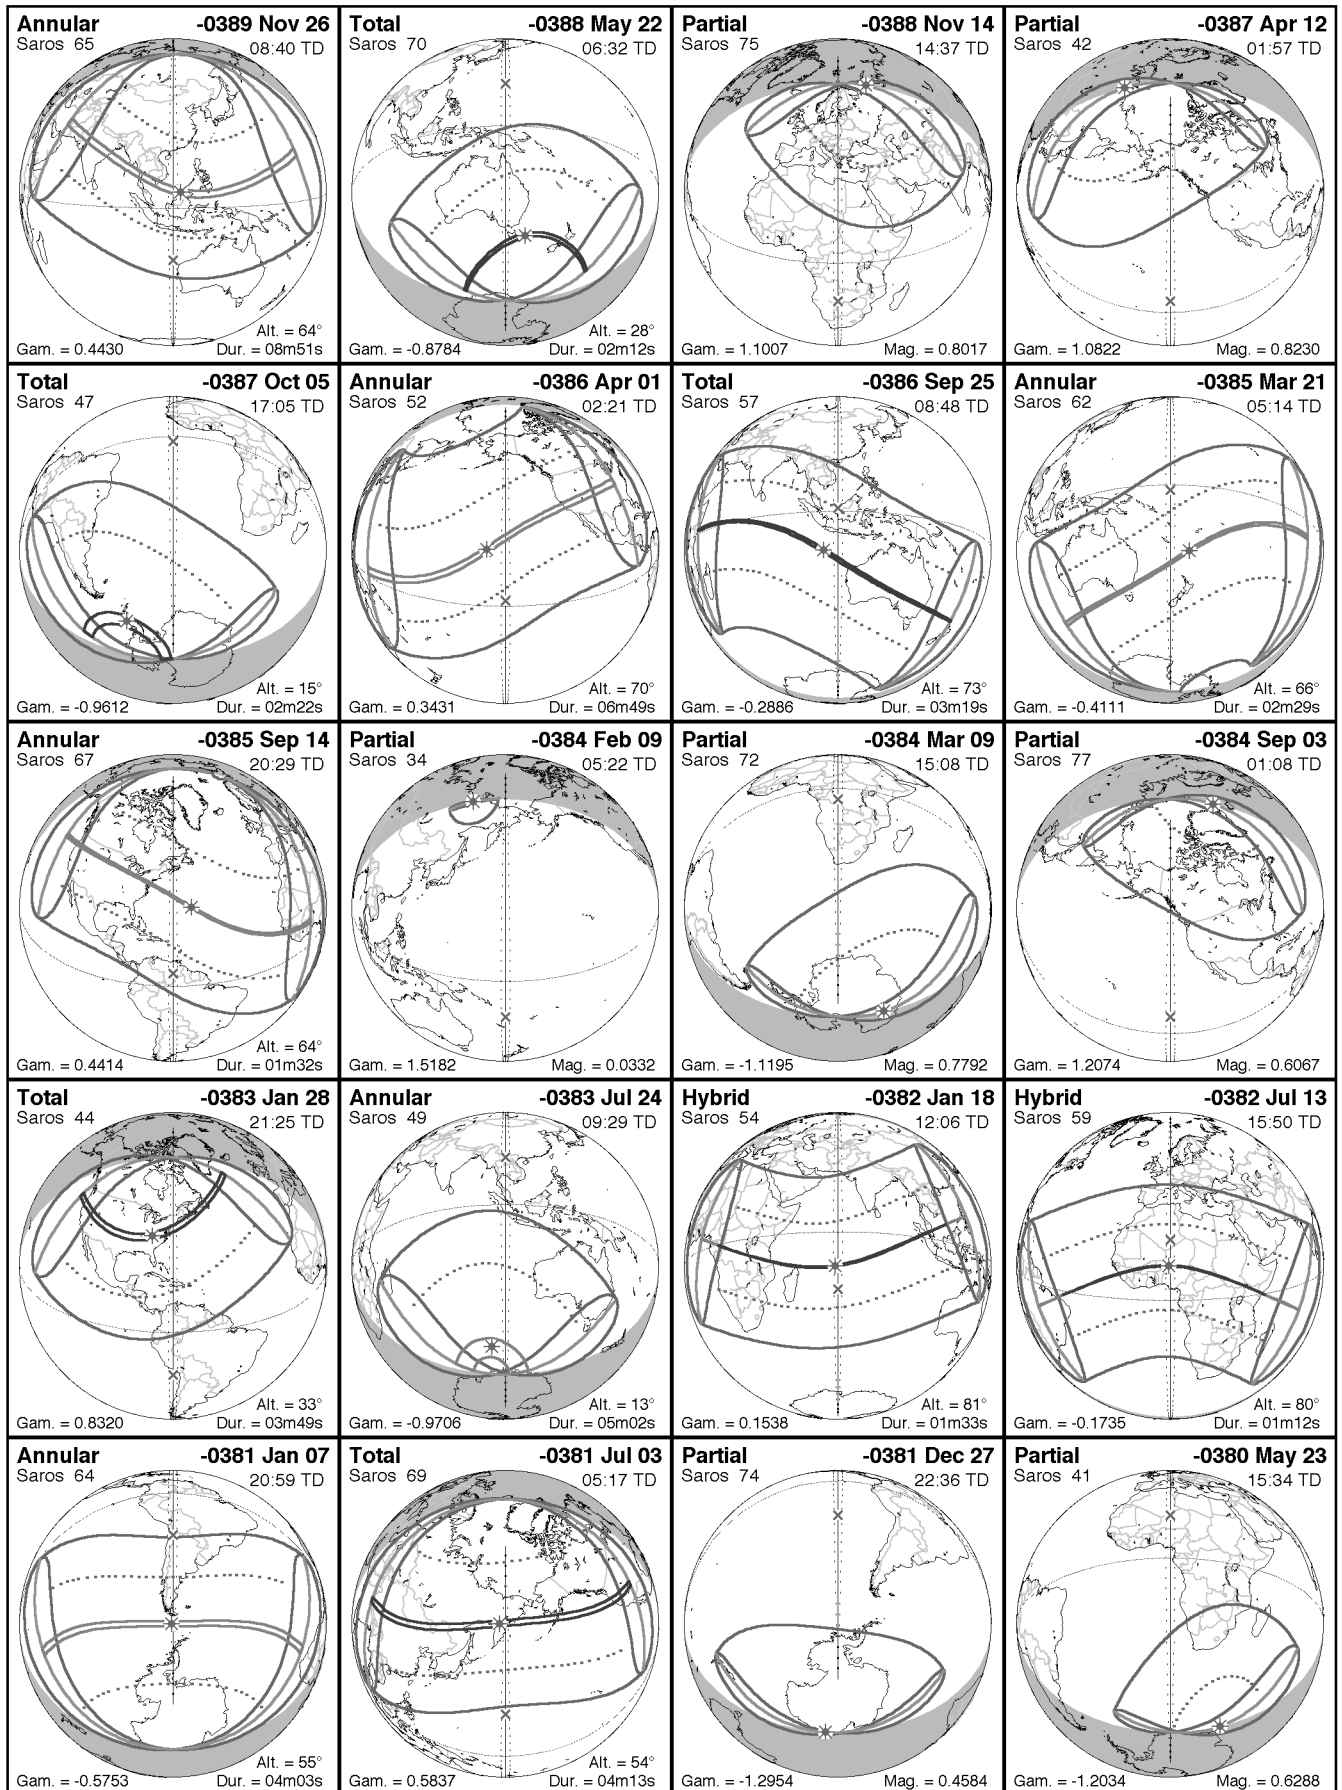 Annular -0389 Nov 26
Saros 65 08:40 TD
Alt. = 64°
Gam. = 0.4430 Dur. = 08m51s
Total -0388 May 22
Saros 70 06:32 TD
Alt. = 28°
Gam. = -0.8784 Dur. = 02m12s
Partial -0388 Nov 14
Saros 75 14:37 TD
Gam. = 1.1007 Mag. = 0.8017
Partial -0387 Apr 12
Saros 42 01:57 TD
Gam. = 1.0822 Mag. = 0.8230
Total -0387 Oct 05
Saros 47 17:05 TD
Alt. = 15°
Gam. = -0.9612 Dur. = 02m22s
Annular -0386 Apr 01
Saros 52 02:21 TD
Alt. = 70°
Gam. = 0.3431 Dur. = 06m49s
Total -0386 Sep 25
Saros 57 08:48 TD
Alt. = 73°
Gam. = -0.2886 Dur. = 03m19s
Annular -0385 Mar 21
Saros 62 05:14 TD
Alt. = 66°
Gam. = -0.4111 Dur. = 02m29s
Annular -0385 Sep 14
Saros 67 20:29 TD
Alt. = 64°
Gam. = 0.4414 Dur. = 01m32s
Partial -0384 Feb 09
Saros 34 05:22 TD
Gam. = 1.5182 Mag. = 0.0332
Partial -0384 Mar 09
Saros 72 15:08 TD
Gam. = -1.1195 Mag. = 0.7792
Partial -0384 Sep 03
Saros 77 01:08 TD
Gam. = 1.2074 Mag. = 0.6067
Total -0383 Jan 28
Saros 44 21:25 TD
Alt. = 33°
Gam. = 0.8320 Dur. = 03m49s
Annular -0383 Jul 24
Saros 49 09:29 TD
Alt. = 13°
Gam. = -0.9706 Dur. = 05m02s
Hybrid -0382 Jan 18
Saros 54 12:06 TD
Alt. = 81°
Gam. = 0.1538 Dur. = 01m33s
Hybrid -0382 Jul 13
Saros 59 15:50 TD
Alt. = 80°
Gam. = -0.1735 Dur. = 01m12s
Annular -0381 Jan 07
Saros 64 20:59 TD
Alt. = 55°
Gam. = -0.5753 Dur. = 04m03s
Total -0381 Jul 03
Saros 69 05:17 TD
Alt. = 54°
Gam. = 0.5837 Dur. = 04m13s
Partial -0381 Dec 27
Saros 74 22:36 TD
Gam. = -1.2954 Mag. = 0.4584
Partial -0380 May 23
Saros 41 15:34 TD
Gam. = -1.2034 Mag. = 0.6288